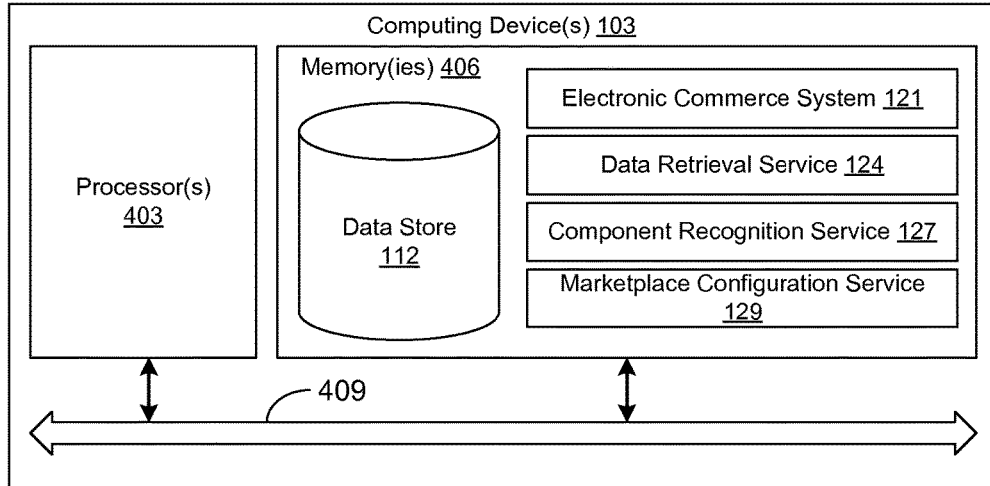 Computing Device(s) 103
Processor(s)
403
Memory(ies) 406
Data Store
112
Electronic Commerce System 121
Data Retrieval Service 124
Component Recognition Service 127
Marketplace Configuration Service
129
409